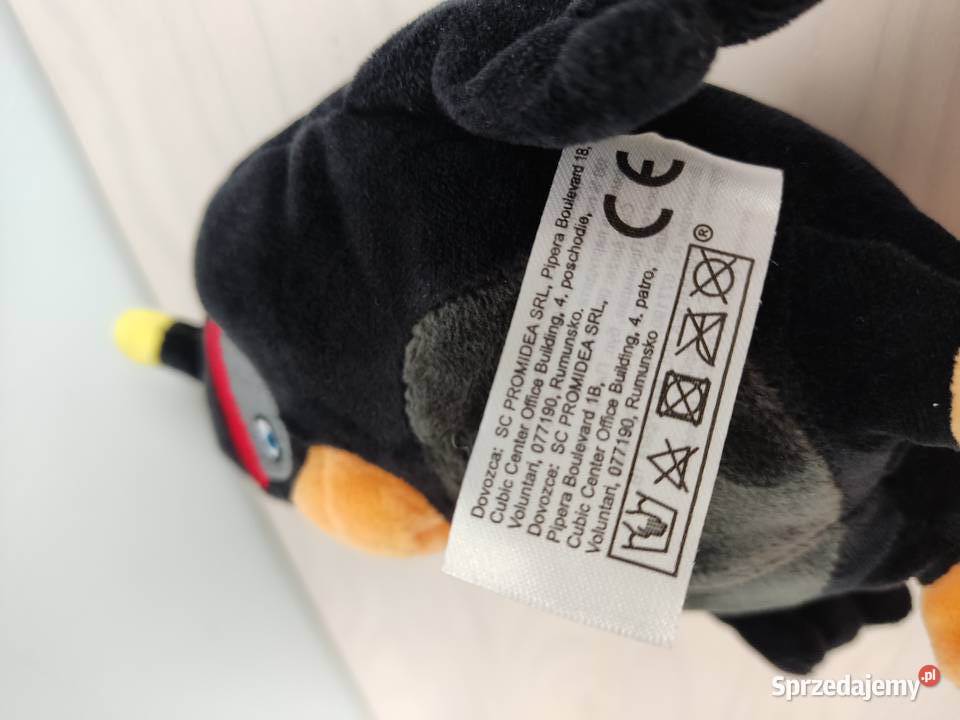 Dovozca: SC PROMIDEA SRL, Pipera Boulevard 1B,
Cubic Center Office Building, 4. poschodie,
Voluntari, 077190, Rumunsko.
Dovozce: SC PROMIDEA SRL,
Pipera Boulevard 1B,
Cubic Center Office Building, 4. patro,
Voluntari, 077190, Rumunsko
CE
®
Sprzedajemy.pl